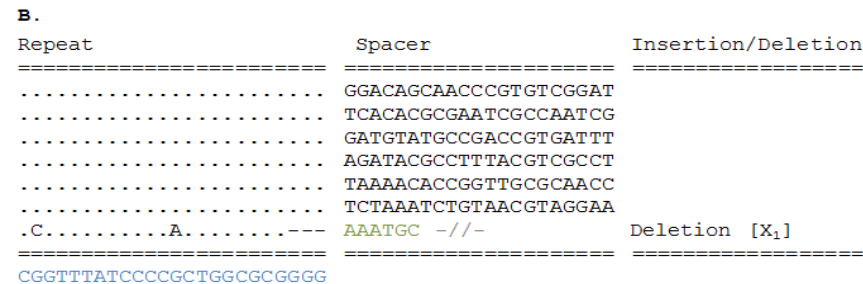 B.
Repeat Spacer Insertion/Deletion
======================== ===================== ==================
........................ GGACAGCAACCCGTGTCGGAT
........................ TCACACGCGAATCGCCAATCG
........................ GATGTATGCCGACCGTGATTT
........................ AGATACGCCTTTACGTCGCCT
........................ TAAAACACCGGTTGCGCAACC
........................ TCTAAATCTGTAACGTAGGAA
.C..........A........--- AAATGC -//- Deletion [X₁]
======================== ===================== ==================
CGGTTTATCCCCGCTGGCGCGGGG